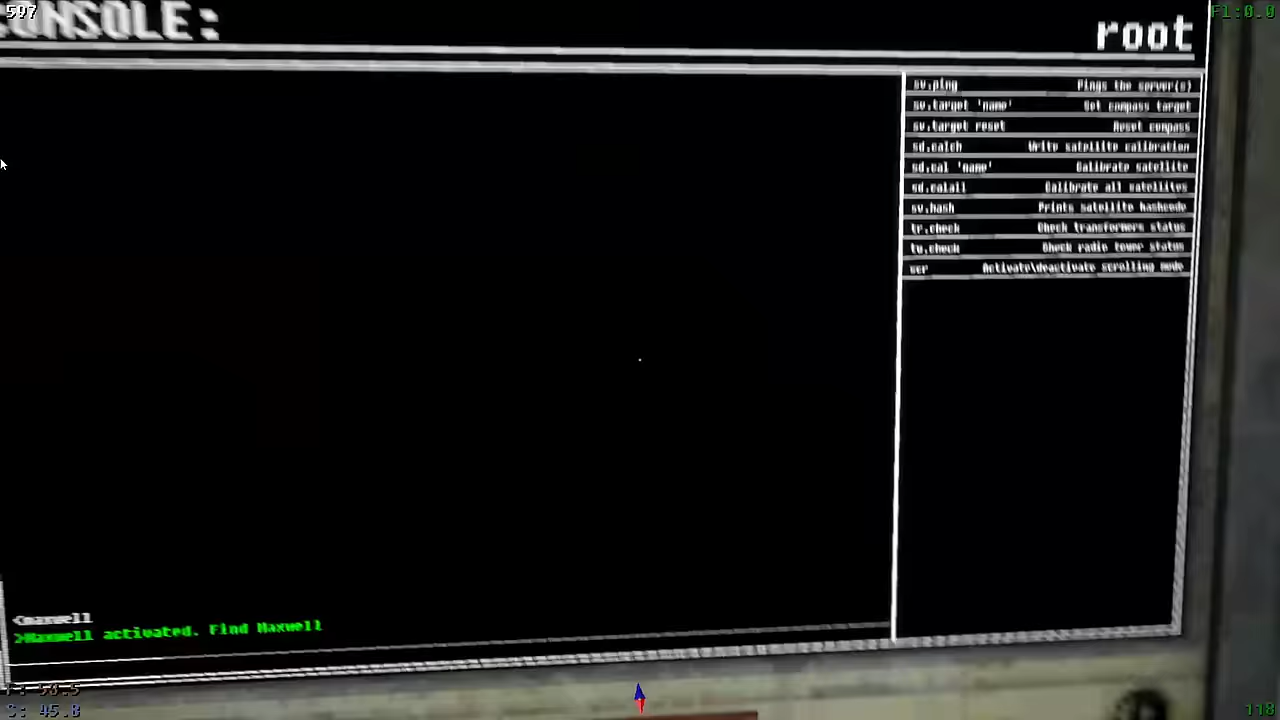 597
F1:0.0
CONSOLE:
root
sv.ping Pings the server(s)
sv.target 'name' Set compass target
sv.target reset Reset compass
sd.calch Write satellite calibration
sd.cal 'name' Calibrate satellite
sd.calall Calibrate all satellites
sv.hash Prints satellite hashcode
tr.check Check transformers status
tw.check Check radio tower status
scr Activate\deactivate scrolling mode
<maxwell
>Maxwell activated. Find Maxwell
S: 45.8
118